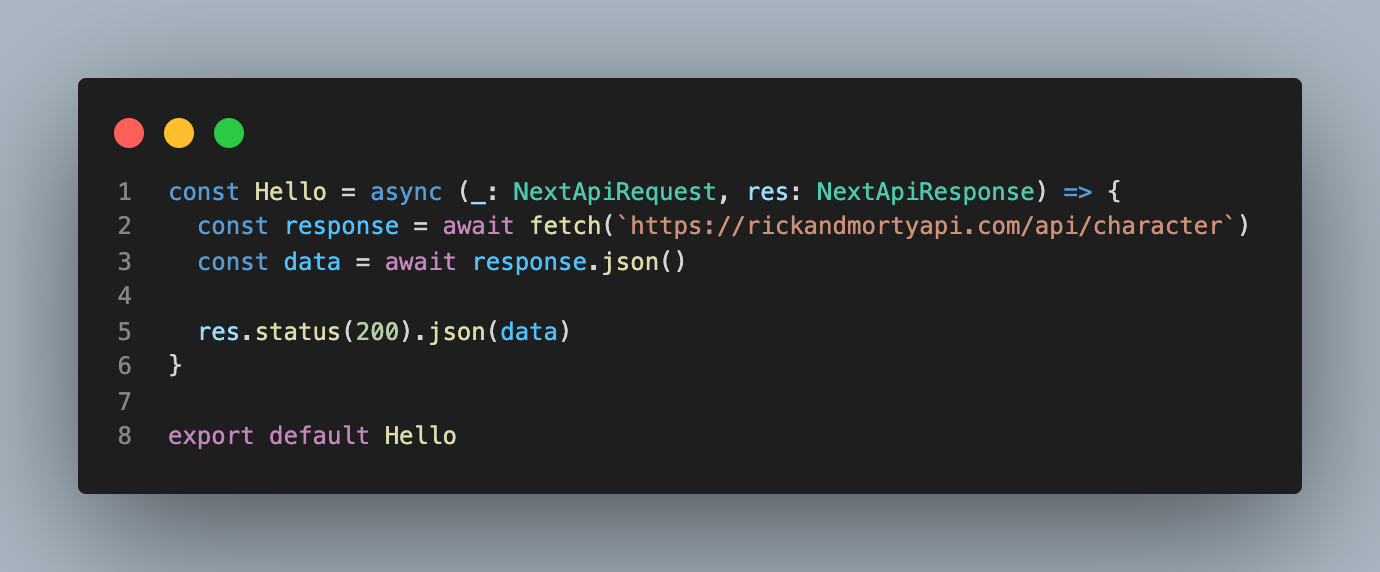 1 const Hello = async (_: NextApiRequest, res: NextApiResponse) => {
2   const response = await fetch(`https://rickandmortyapi.com/api/character`)
3   const data = await response.json()
4
5   res.status(200).json(data)
6 }
7
8 export default Hello